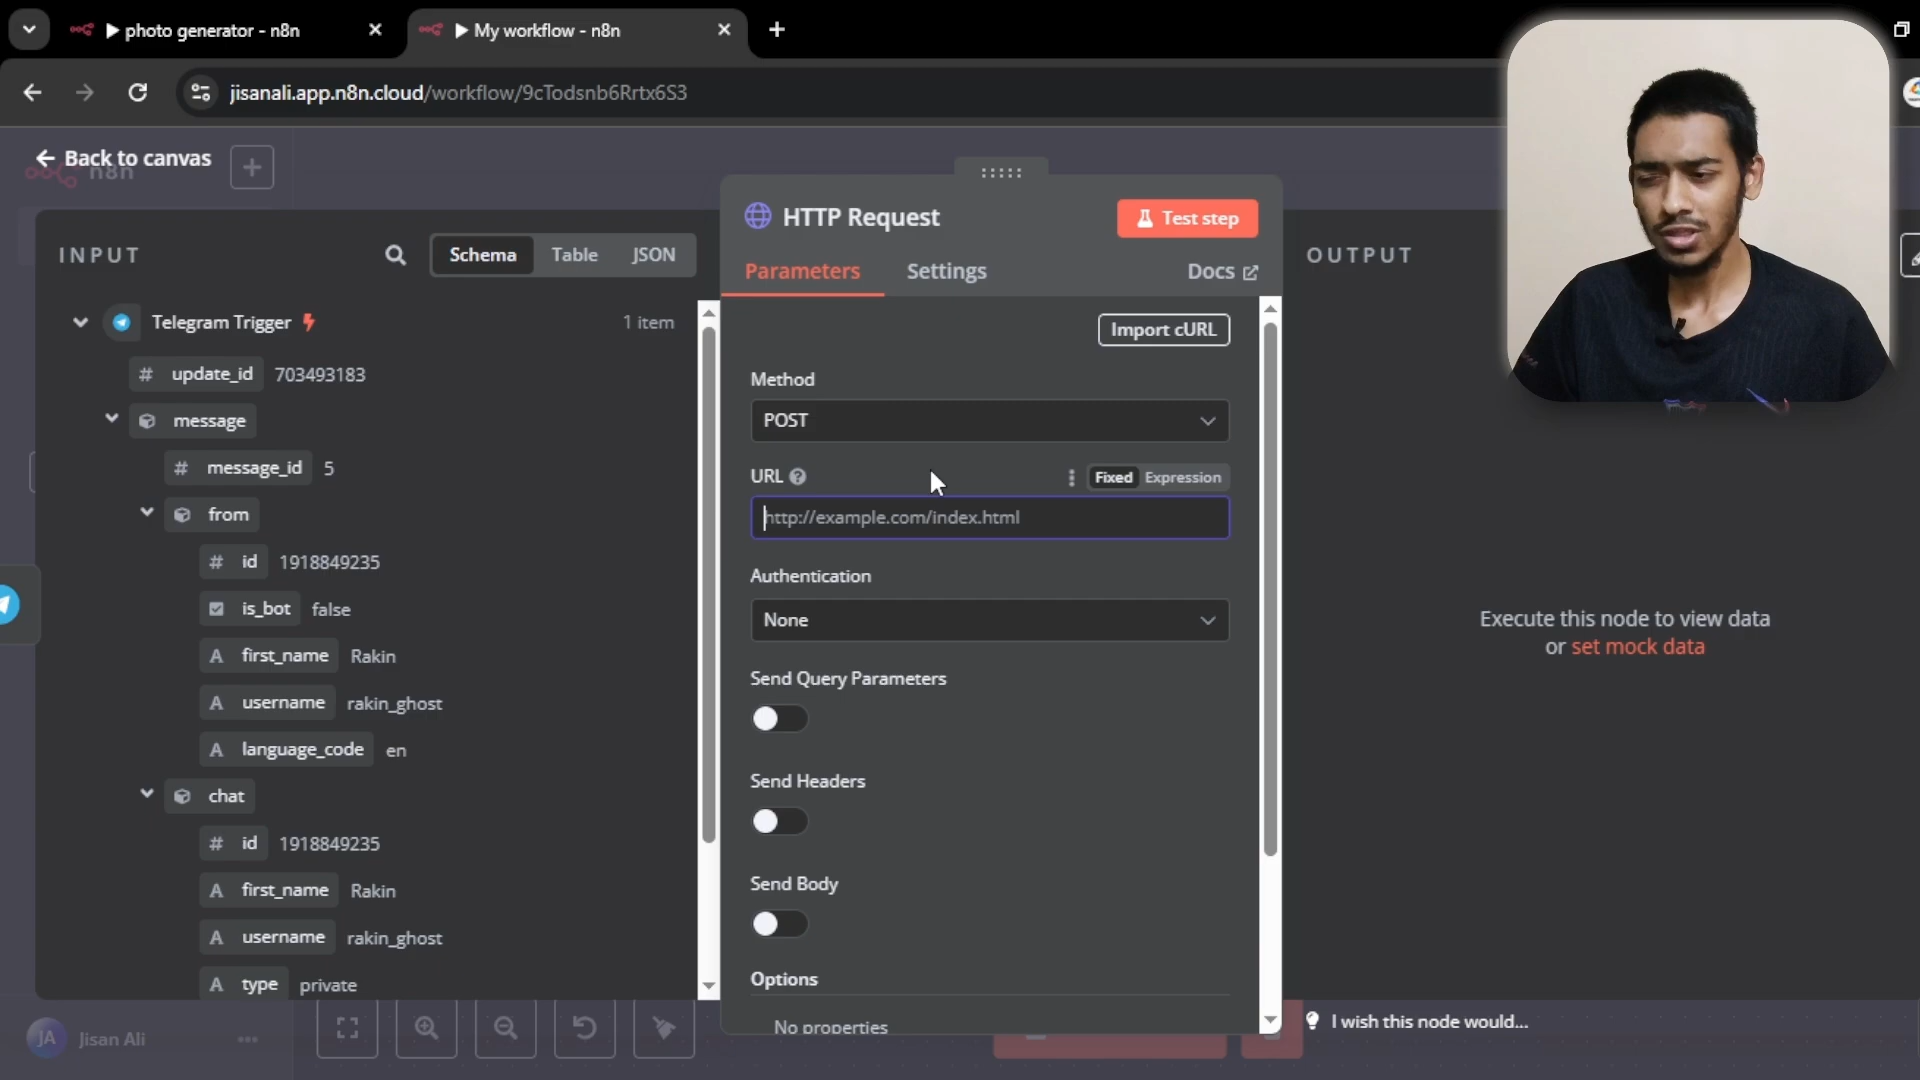 photo generator - n8n
My workflow - n8n
jisanali.app.n8n.cloud/workflow/9cTodsnb6Rrtx6S3
Back to canvas
n8n
INPUT
Schema
Table
JSON
Telegram Trigger
1 item
# update_id 703493183
message
# message_id 5
from
# id 1918849235
is_bot false
A first_name Rakin
A username rakin_ghost
A language_code en
chat
# id 1918849235
A first_name Rakin
A username rakin_ghost
A type private
HTTP Request
Test step
Parameters
Settings
Docs
Import cURL
Method
POST
URL
Fixed
Expression
http://example.com/index.html
Authentication
None
Send Query Parameters
Send Headers
Send Body
Options
No properties
OUTPUT
Execute this node to view data
or set mock data
JA
Jisan Ali
I wish this node would...